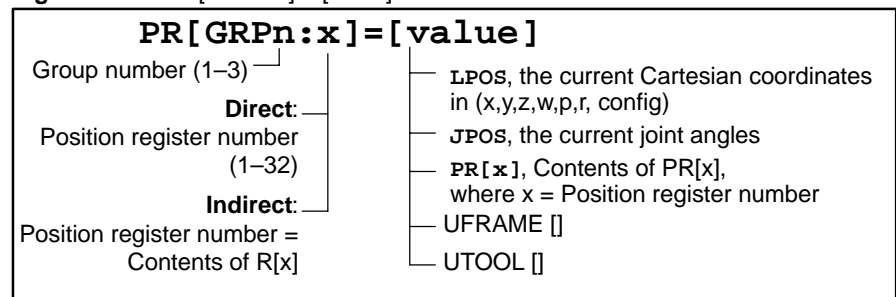 PR[GRPn:x]=[value]
Group number (1–3)
Direct:
Position register number
(1–32)
Indirect:
Position register number =
Contents of R[x]
LPOS, the current Cartesian coordinates
in (x,y,z,w,p,r, config)
JPOS, the current joint angles
PR[x], Contents of PR[x],
where x = Position register number
UFRAME []
UTOOL []